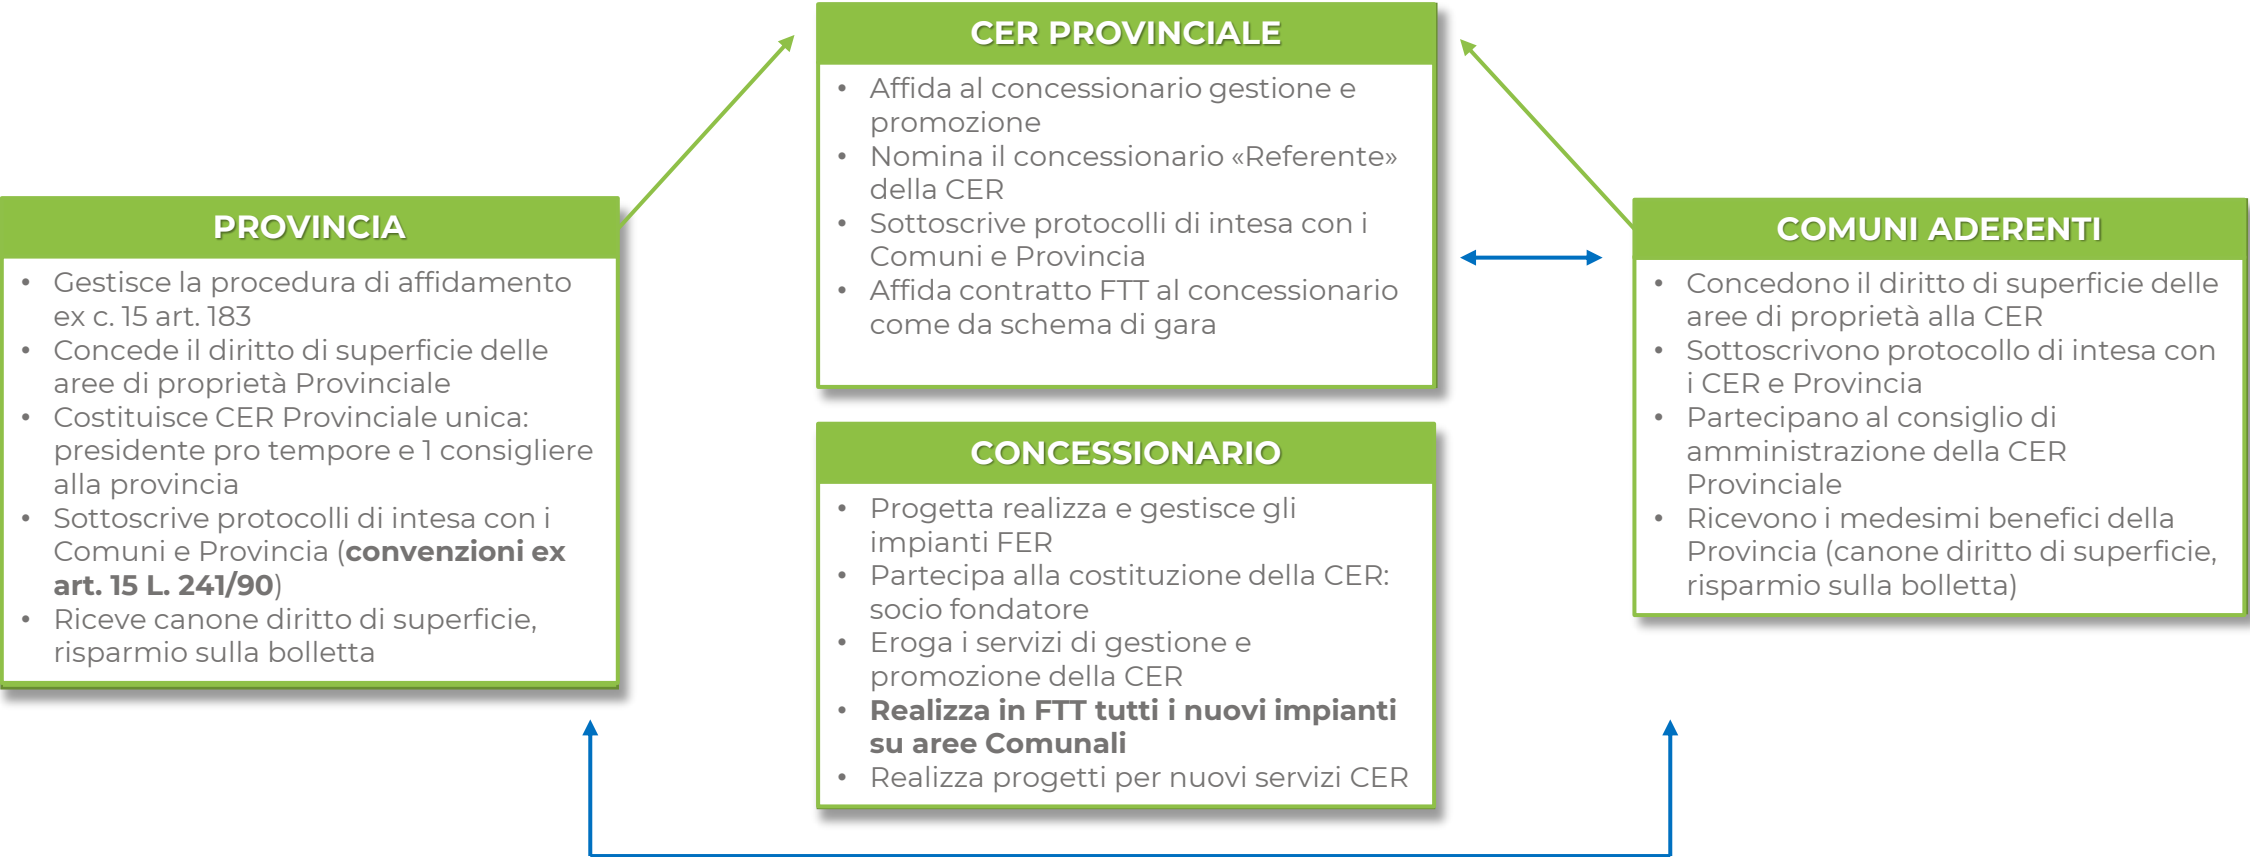 CER PROVINCIALE
• Affida al concessionario gestione e
promozione
• Nomina il concessionario «Referente»
della CER
• Sottoscrive protocolli di intesa con i
Comuni e Provincia
• Affida contratto FTT al concessionario
come da schema di gara
PROVINCIA
• Gestisce la procedura di affidamento
ex c. 15 art. 183
• Concede il diritto di superficie delle
aree di proprietà Provinciale
• Costituisce CER Provinciale unica:
presidente pro tempore e 1 consigliere
alla provincia
• Sottoscrive protocolli di intesa con i
Comuni e Provincia (convenzioni ex
art. 15 L. 241/90)
• Riceve canone diritto di superficie,
risparmio sulla bolletta
CONCESSIONARIO
• Progetta realizza e gestisce gli
impianti FER
• Partecipa alla costituzione della CER:
socio fondatore
• Eroga i servizi di gestione e
promozione della CER
• Realizza in FTT tutti i nuovi impianti
su aree Comunali
• Realizza progetti per nuovi servizi CER
COMUNI ADERENTI
• Concedono il diritto di superficie delle
aree di proprietà alla CER
• Sottoscrivono protocollo di intesa con
i CER e Provincia
• Partecipano al consiglio di
amministrazione della CER
Provinciale
• Ricevono i medesimi benefici della
Provincia (canone diritto di superficie,
risparmio sulla bolletta)